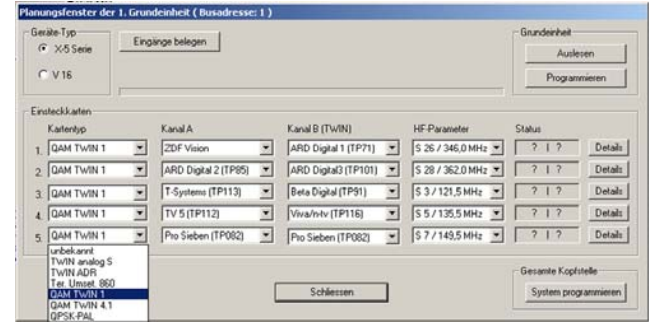 Planungsfenster der 1. Grundeinheit ( Busadresse: 1 )
Geräte-Typ
X-5 Serie
V 16
Eingänge belegen
Grundeinheit
Auslesen
Programmieren
Einsteckkarten
Kartentyp Kanal A Kanal B (TWIN) HF-Parameter Status
1. QAM TWIN 1 ZDF Vision ARD Digital 1 (TP71) S 26 / 346,0 MHz ? | ? Details
2. QAM TWIN 1 ARD Digital 2 (TP85) ARD Digital3 (TP101) S 28 / 362,0 MHz ? | ? Details
3. QAM TWIN 1 T-Systems (TP113) Beta Digital (TP91) S 3 / 121,5 MHz ? | ? Details
4. QAM TWIN 1 TV 5 (TP112) Viva/n-tv (TP116) S 5 / 135,5 MHz ? | ? Details
5. QAM TWIN 1 Pro Sieben (TP082) Pro Sieben (TP082) S 7 / 149,5 MHz ? | ? Details
unbekannt
TWIN analog S
TWIN ADR
Ter. Umset. 860
QAM TWIN 1
QAM TWIN 4.1
QPSK-PAL
Schliessen
Gesamte Kopfstelle
System programmieren